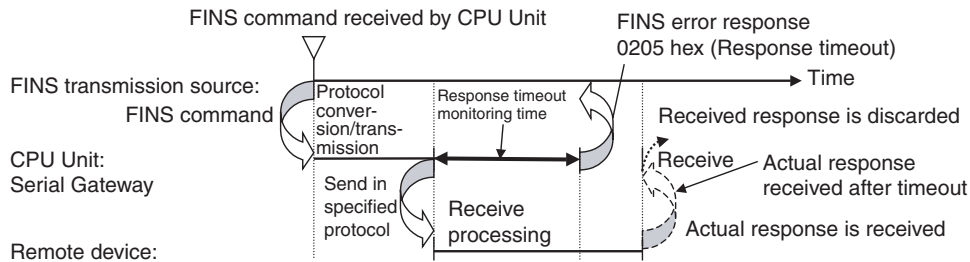 FINS command received by CPU Unit
FINS error response
0205 hex (Response timeout)
FINS transmission source:
Time
FINS command
Protocol
conver-
sion/trans-
mission
Response timeout
monitoring time
Received response is discarded
CPU Unit:
Serial Gateway
Receive
Actual response
received after timeout
Send in
specified
protocol
Receive
processing
Actual response is received
Remote device: